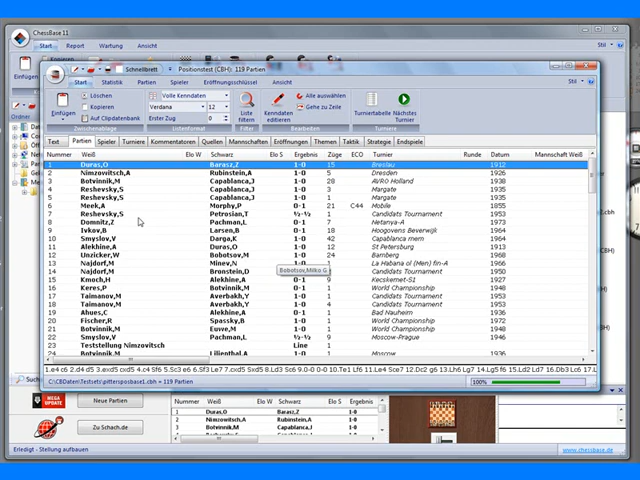 ChessBase 11
Start Report Wartung Ansicht Stil
Schnellbrett Positionstest (CBH): 119 Partien
Start Statistik Partien Spieler Eröffnungsschlüssel Ansicht Stil
Einfügen
Löschen
Kopieren
Auf Clipdatenbank
Zwischenablage
Volle Kenndaten
Verdana 12
Erster Zug 0
Listenformat
Liste filtern
Filter
Kenndaten editieren
Alle auswählen
Gehe zu Zeile
Bearbeiten
Turniertabelle Nächstes Turnier
Turniere
Text Partien Spieler Turniere Kommentatoren Quellen Mannschaften Eröffnungen Themen Taktik Strategie Endspiele
Nummer Weiß Elo W Schwarz Elo S Ergebnis Züge ECO Turnier Runde Datum Mannschaft Weiß
1 Duras,O Barasz,Z 1-0 15 Breslau 1912
2 Nimzovitsch,A Rubinstein,A 1-0 5 Dresden 1926
3 Botvinnik,M Capablanca,J 1-0 28 AVRO Holland 1938
4 Reshevsky,S Capablanca,J 1-0 3 Margate 1935
5 Reshevsky,S Capablanca,J 1-0 4 Margate 1935
6 Meek,A Morphy,P 0-1 21 C44 Mobile 1855
7 Reshevsky,S Petrosian,T ½-½ Candidats Tournament 1953
8 Domnitz,Z Pachman,L 0-1 7 Netanya-A 1973
9 Ivkov,B Larsen,B 0-1 18 Hoogovens Beverwijk 1964
10 Smyslov,V Darga,K 1-0 42 Capablanca mem 1964
11 Alekhine,A Duras,O 1-0 12 St Petersburg 1913
12 Unzicker,W Bobotsov,M 1-0 24 Bamberg 1968
13 Najdorf,M Minev,N 1-0 La Habana ol (Men) fin-A 1966
14 Najdorf,M Bronstein,D 1-0 Candidats Tournament 1953
15 Kmoch,H Alekhine,A 0-1 9 Kecskemet-S1 1927
16 Keres,P Botvinnik,M 0-1 World Championship 1948
17 Taimanov,M Averbakh,Y 1-0 Candidats Tournament 1953
18 Taimanov,M Averbakh,Y 1-0 4 Candidats Tournament 1953
19 Ahues,C Alekhine,A 0-1 Bad Nauheim 1936
20 Fischer,R Spassky,B 1-0 World Championship 1972
21 Botvinnik,M Euwe,M 1-0 World Championship 1948
22 Smyslov,V Pachman,L ½-½ 9 Moscow-Prague 1946
23 Teststellung Nimzovitsch Line 1
24 Botvinnik,M Lilienthal,A 1-0 Moscow 1936
Bobotsov,Milko G
C:\CBDaten\Testsets\pitterspossbase1.cbh = 119 Partien
100%
Suchen
MEGA UPDATE
Neue Partien
Zu Schach.de
Nummer Weiß Elo W Schwarz Elo S Ergebnis
1 Duras,O Barasz,Z 1-0
2 Nimzovitsch,A Rubinstein,A 1-0
3 Botvinnik,M Capablanca,J 1-0
Erledigt - Stellung aufbauen
www.chessbase.de